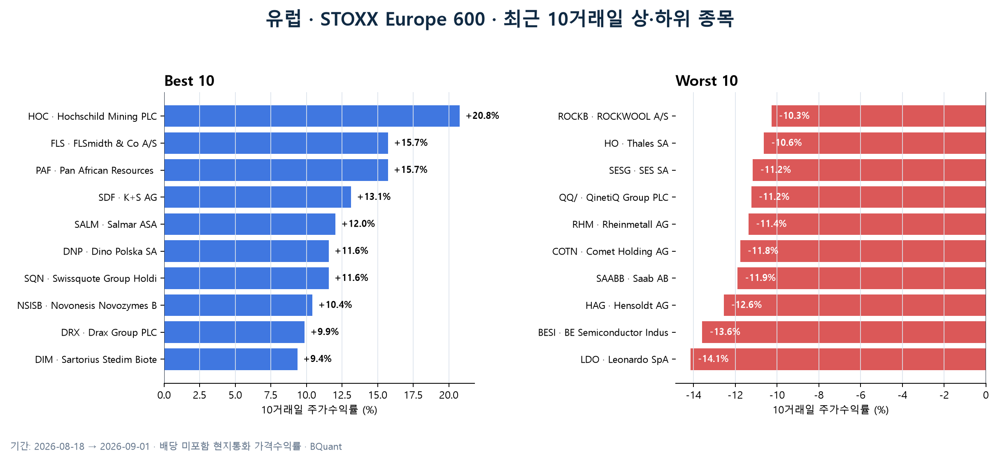 유럽 · STOXX Europe 600 · 최근 10거래일 상·하위 종목
Best 10
HOC · Hochschild Mining PLC +20.8%
FLS · FLSmidth & Co A/S +15.7%
PAF · Pan African Resources +15.7%
SDF · K+S AG +13.1%
SALM · Salmar ASA +12.0%
DNP · Dino Polska SA +11.6%
SQN · Swissquote Group Holdi +11.6%
NSISB · Novonesis Novozymes B +10.4%
DRX · Drax Group PLC +9.9%
DIM · Sartorius Stedim Biote +9.4%
0.0 2.5 5.0 7.5 10.0 12.5 15.0 17.5 20.0
10거래일 주가수익률 (%)
Worst 10
ROCKB · ROCKWOOL A/S -10.3%
HO · Thales SA -10.6%
SESG · SES SA -11.2%
QQ/ · QinetiQ Group PLC -11.2%
RHM · Rheinmetall AG -11.4%
COTN · Comet Holding AG -11.8%
SAABB · Saab AB -11.9%
HAG · Hensoldt AG -12.6%
BESI · BE Semiconductor Indus -13.6%
LDO · Leonardo SpA -14.1%
-14 -12 -10 -8 -6 -4 -2 0
10거래일 주가수익률 (%)
기간: 2026-08-18 → 2026-09-01 · 배당 미포함 현지통화 가격수익률 · BQuant